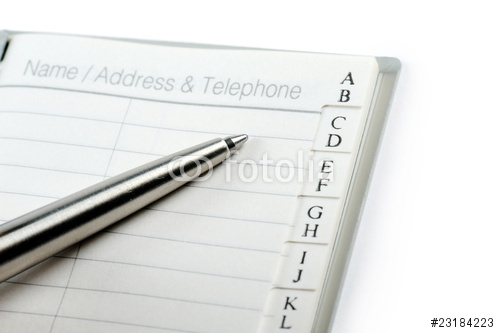 Name / Address & Telephone
A
B
C
D
E
F
G
H
I
J
K
L
fotolia
#23184223